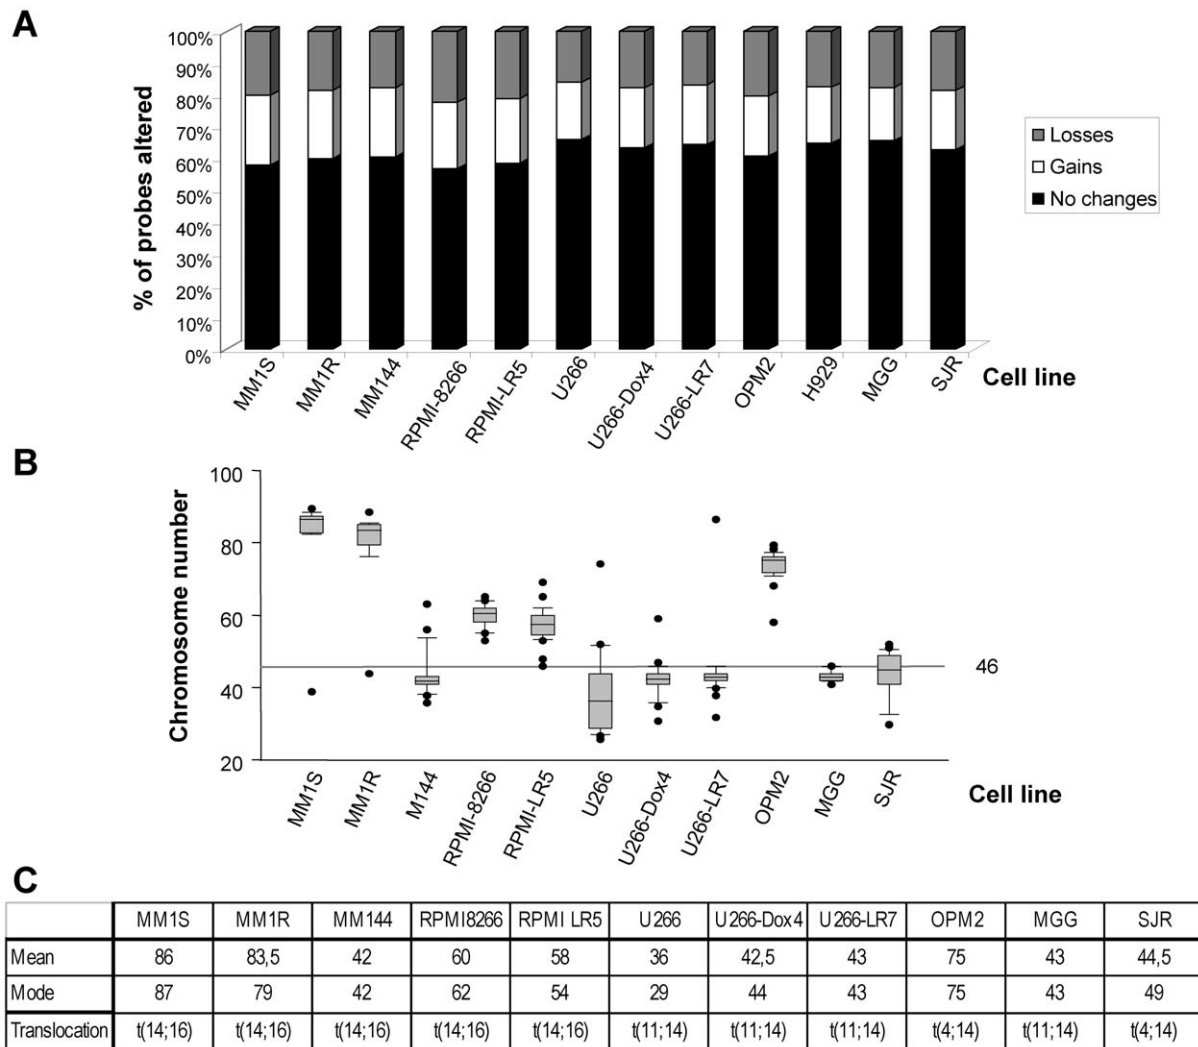 A
100%
90%
80%
70%
60%
50%
40%
30%
20%
10%
0%
% of probes altered
Losses
Gains
No changes
MM1S
MM1R
MM144
RPMI-8266
RPMI-LR5
U266
U266-Dox4
U266-LR7
OPM2
H929
MGG
SJR
Cell line
B
100
80
60
40
20
Chromosome number
46
MM1S
MM1R
M144
RPMI-8266
RPMI-LR5
U266
U266-Dox4
U266-LR7
OPM2
MGG
SJR
Cell line
C
MM1S MM1R MM144 RPMI8266 RPMI LR5 U266 U266-Dox4 U266-LR7 OPM2 MGG SJR
Mean 86 83,5 42 60 58 36 42,5 43 75 43 44,5
Mode 87 79 42 62 54 29 44 43 75 43 49
Translocation t(14;16) t(14;16) t(14;16) t(14;16) t(14;16) t(11;14) t(11;14) t(11;14) t(4;14) t(11;14) t(4;14)